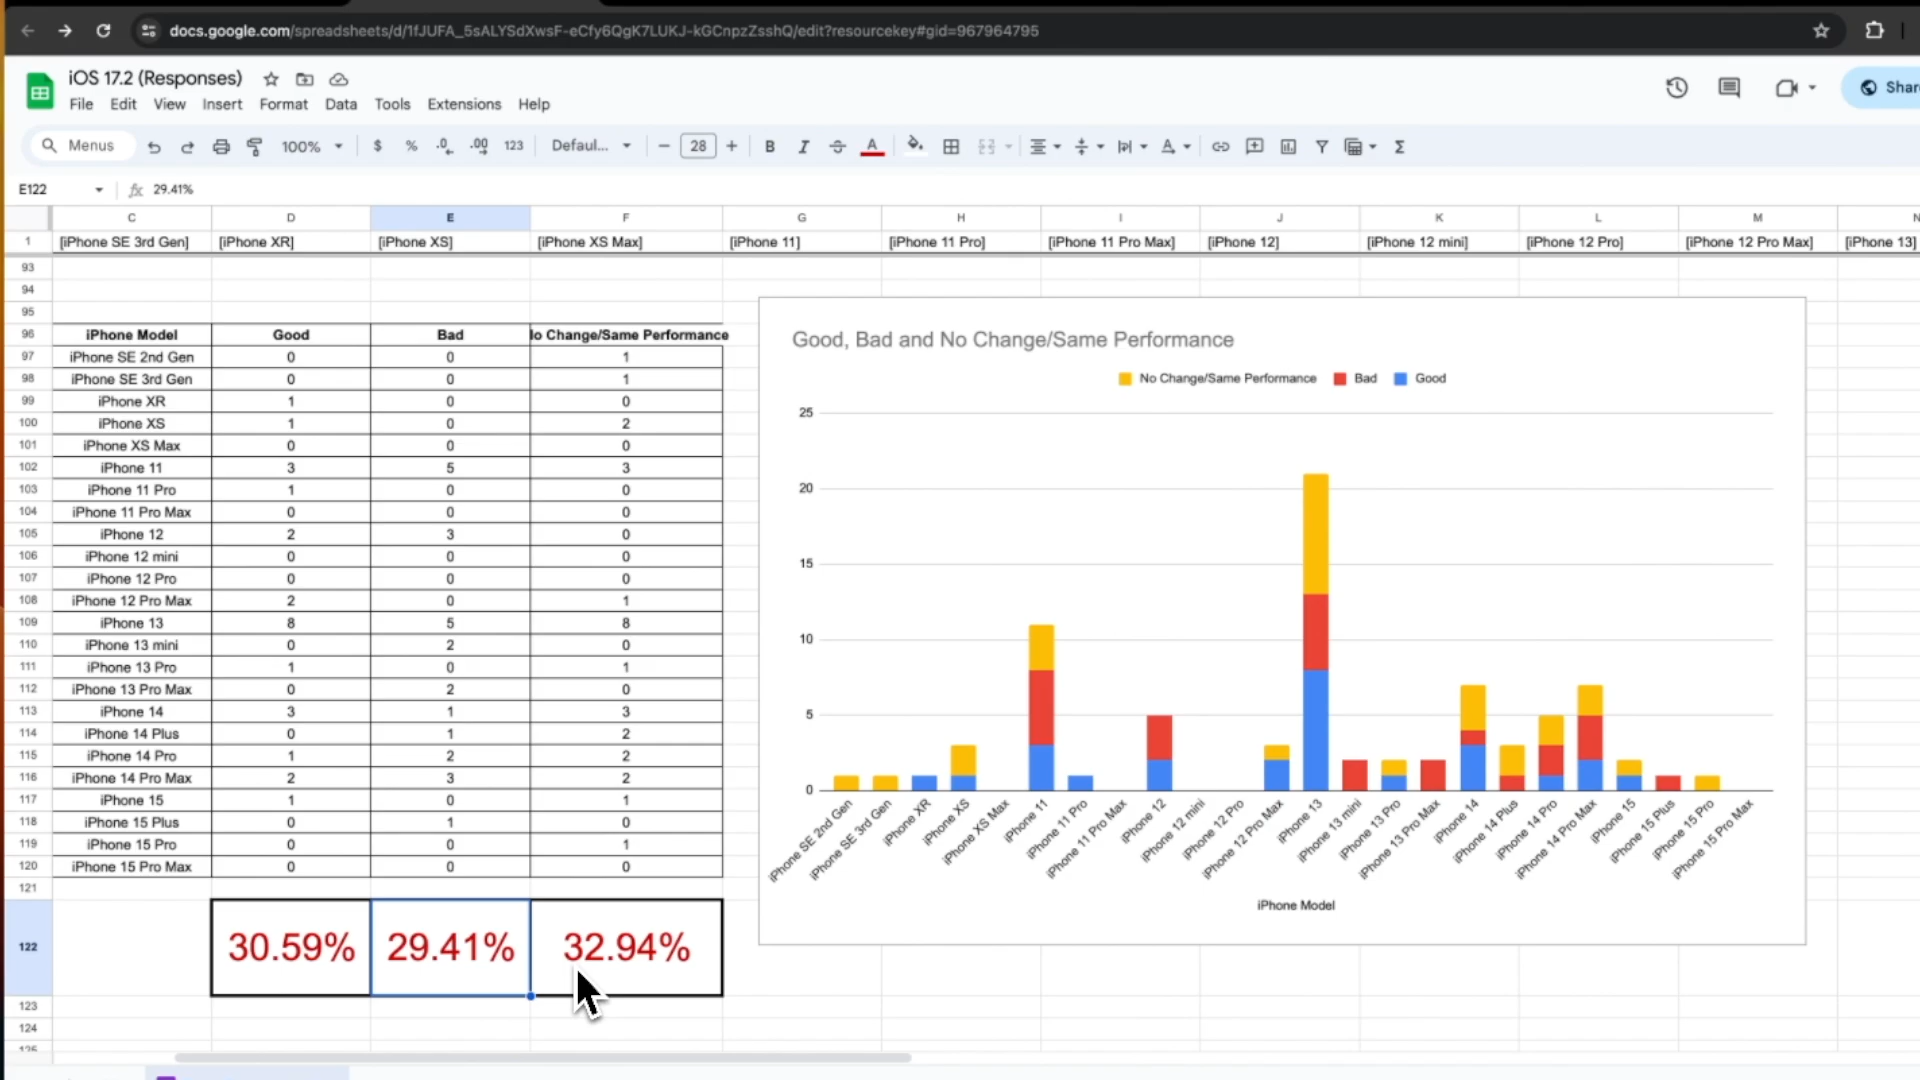 docs.google.com/spreadsheets/d/1fJUFA_5sALYSdXwsF-eCfy6QgK7LUKJ-kGCnpzZsshQ/edit?resourcekey#gid=967964795
iOS 17.2 (Responses)
File Edit View Insert Format Data Tools Extensions Help
Share
Menus 100% $ % .0 .00 123 Defaul... − 28 + B I A Σ
E122 fx 29.41%
C D E F G H I J K L M N
1 [iPhone SE 3rd Gen] [iPhone XR] [iPhone XS] [iPhone XS Max] [iPhone 11] [iPhone 11 Pro] [iPhone 11 Pro Max] [iPhone 12] [iPhone 12 mini] [iPhone 12 Pro] [iPhone 12 Pro Max] [iPhone 13]
93
94
95
96 iPhone Model Good Bad lo Change/Same Performance
97 iPhone SE 2nd Gen 0 0 1
98 iPhone SE 3rd Gen 0 0 1
99 iPhone XR 1 0 0
100 iPhone XS 1 0 2
101 iPhone XS Max 0 0 0
102 iPhone 11 3 5 3
103 iPhone 11 Pro 1 0 0
104 iPhone 11 Pro Max 0 0 0
105 iPhone 12 2 3 0
106 iPhone 12 mini 0 0 0
107 iPhone 12 Pro 0 0 0
108 iPhone 12 Pro Max 2 0 1
109 iPhone 13 8 5 8
110 iPhone 13 mini 0 2 0
111 iPhone 13 Pro 1 0 1
112 iPhone 13 Pro Max 0 2 0
113 iPhone 14 3 1 3
114 iPhone 14 Plus 0 1 2
115 iPhone 14 Pro 1 2 2
116 iPhone 14 Pro Max 2 3 2
117 iPhone 15 1 0 1
118 iPhone 15 Plus 0 1 0
119 iPhone 15 Pro 0 0 1
120 iPhone 15 Pro Max 0 0 0
121
122 30.59% 29.41% 32.94%
123
124
Good, Bad and No Change/Same Performance
No Change/Same Performance Bad Good
25
20
15
10
5
0
iPhone SE 2nd Gen
iPhone SE 3rd Gen
iPhone XR
iPhone XS
iPhone XS Max
iPhone 11
iPhone 11 Pro
iPhone 11 Pro Max
iPhone 12
iPhone 12 mini
iPhone 12 Pro
iPhone 12 Pro Max
iPhone 13
iPhone 13 mini
iPhone 13 Pro
iPhone 13 Pro Max
iPhone 14
iPhone 14 Plus
iPhone 14 Pro
iPhone 14 Pro Max
iPhone 15
iPhone 15 Plus
iPhone 15 Pro
iPhone 15 Pro Max
iPhone Model